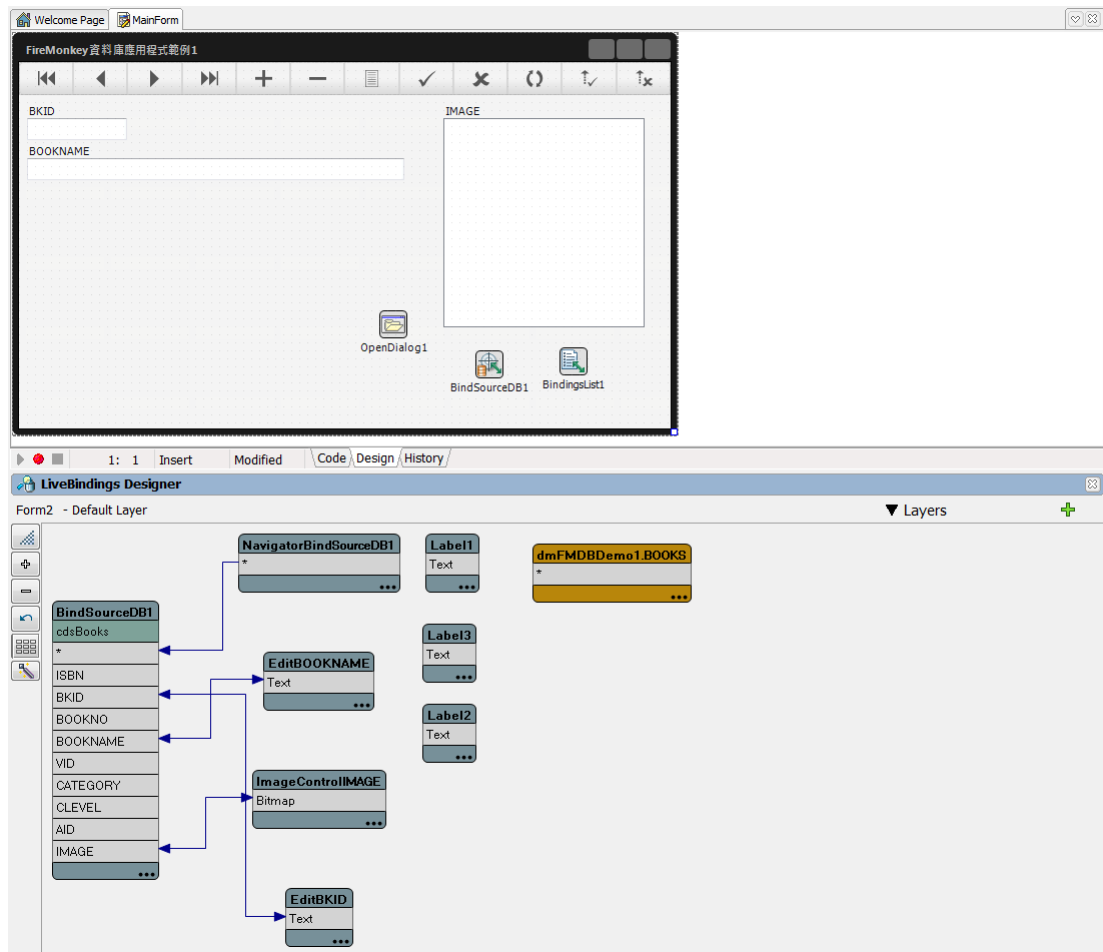 Welcome Page
MainForm
FireMonkey資料庫應用程式範例1
BKID
IMAGE
BOOKNAME
OpenDialog1
BindSourceDB1
BindingsList1
1: 1 Insert Modified Code Design History
LiveBindings Designer
Form2 - Default Layer
Layers
NavigatorBindSourceDB1
*
Label1
Text
dmFMDBDemo1.BOOKS
*
BindSourceDB1
cdsBooks
*
ISBN
BKID
BOOKNO
BOOKNAME
VID
CATEGORY
CLEVEL
AID
IMAGE
EditBOOKNAME
Text
Label3
Text
Label2
Text
ImageControlIMAGE
Bitmap
EditBKID
Text